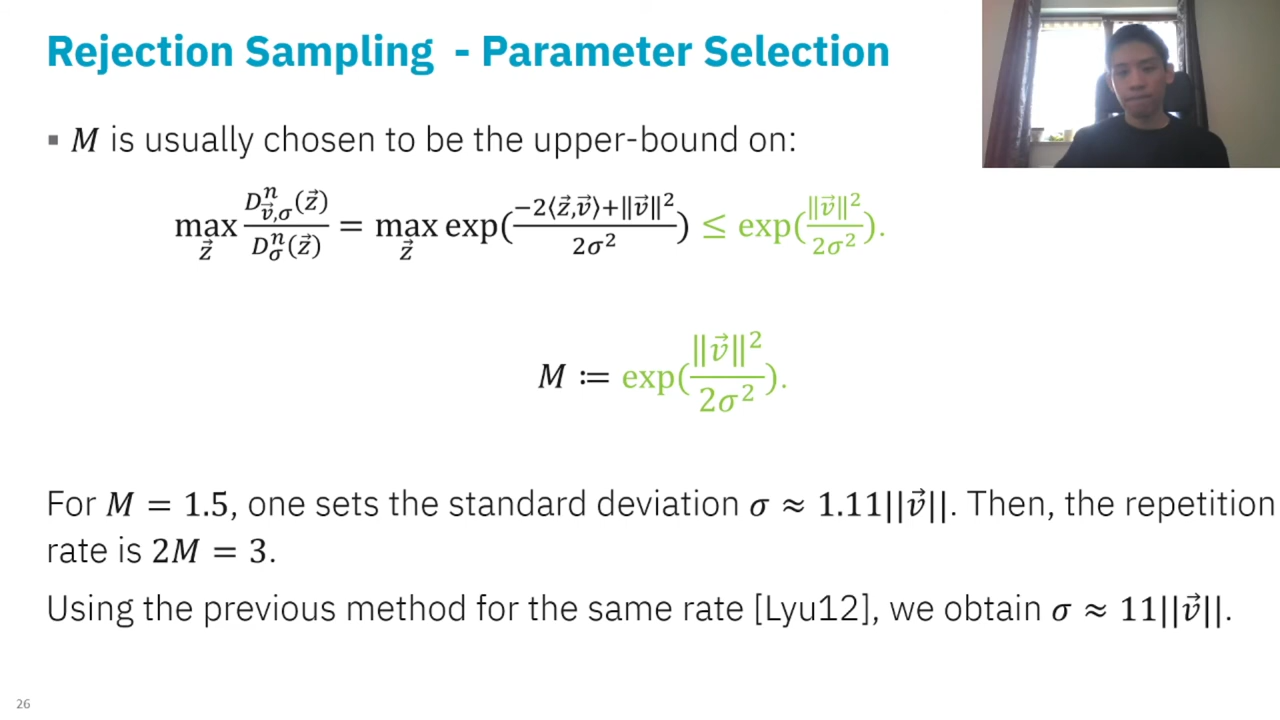 Rejection Sampling - Parameter Selection
▪ M is usually chosen to be the upper-bound on:
max_{z⃗} D^n_{v⃗,σ}(z⃗) / D^n_σ(z⃗) = max_{z⃗} exp((−2⟨z⃗,v⃗⟩+‖v⃗‖²) / 2σ²) ≤ exp(‖v⃗‖² / 2σ²).
M ≔ exp(‖v⃗‖² / 2σ²).
For M = 1.5, one sets the standard deviation σ ≈ 1.11||v⃗||. Then, the repetition
rate is 2M = 3.
Using the previous method for the same rate [Lyu12], we obtain σ ≈ 11||v⃗||.
26